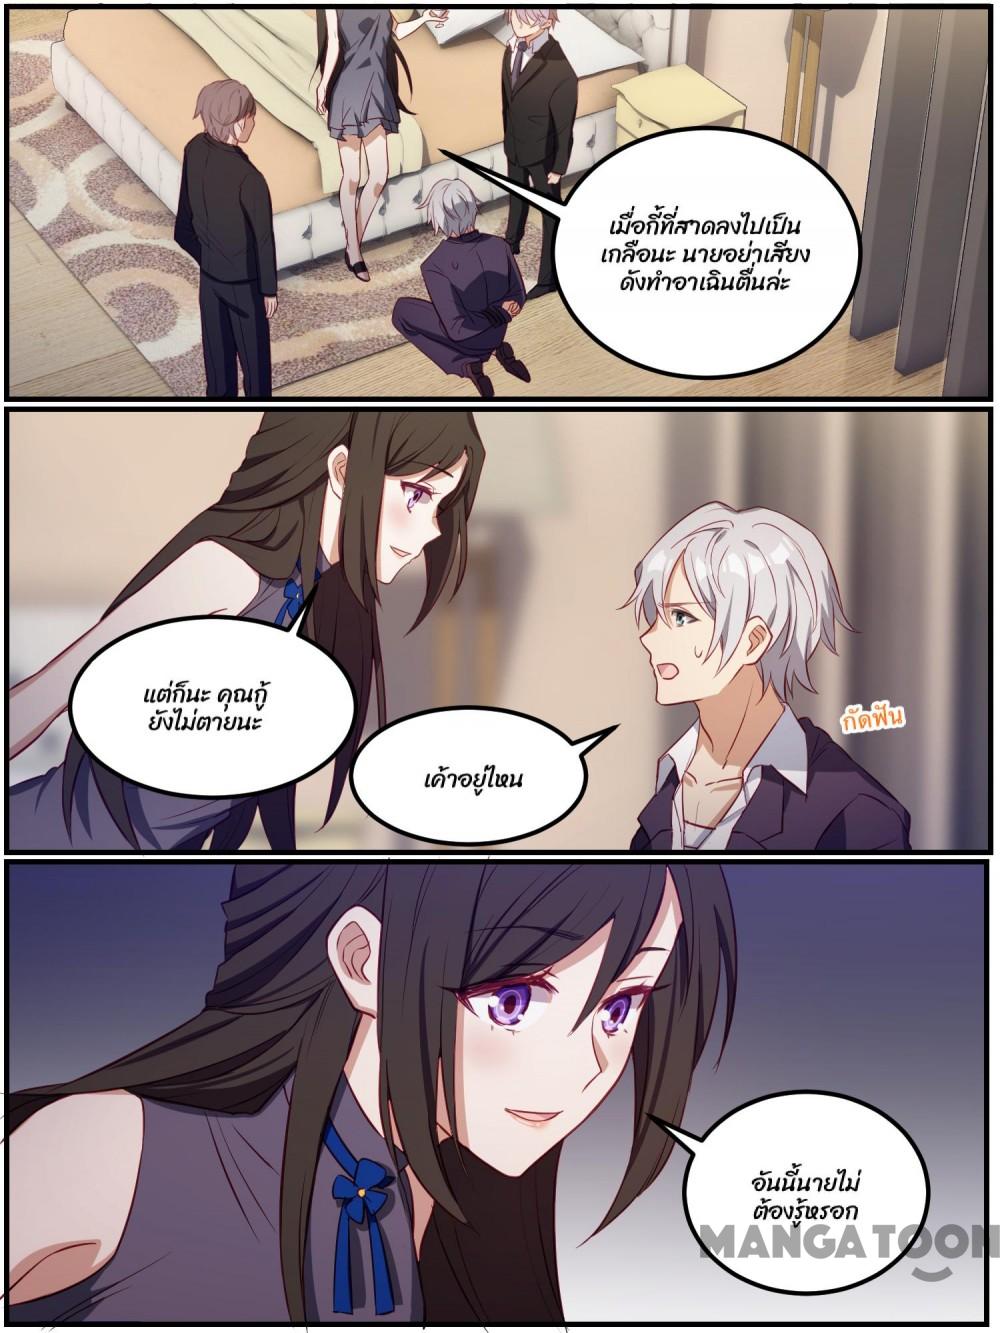 เมื่อกี้ที่สาดลงไปเป็น
เกลือนะ นายอย่าเสียง
ดังทำอาเฉินตื่นล่ะ
แต่ก็นะ คุณกู้
ยังไม่ตายนะ
เค้าอยู่ไหน
กัดฟัน
อันนี้นายไม่
ต้องรู้หรอก
MANGATOON